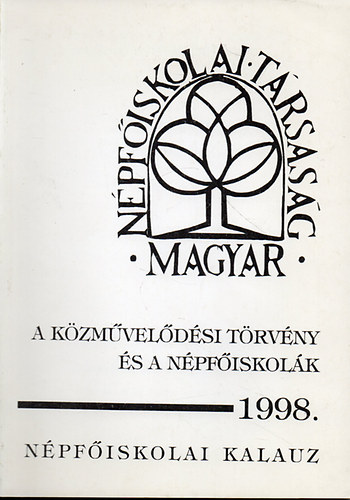 NÉPFŐISKOLAI · TÁRSASÁG
· MAGYAR ·
A KÖZMŰVELŐDÉSI TÖRVÉNY
ÉS A NÉPFŐISKOLÁK
1998.
NÉPFŐISKOLAI KALAUZ